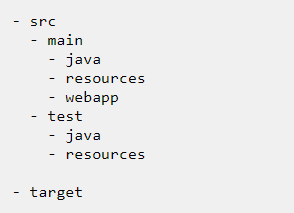 - src
  - main
    - java
    - resources
    - webapp
  - test
    - java
    - resources

- target